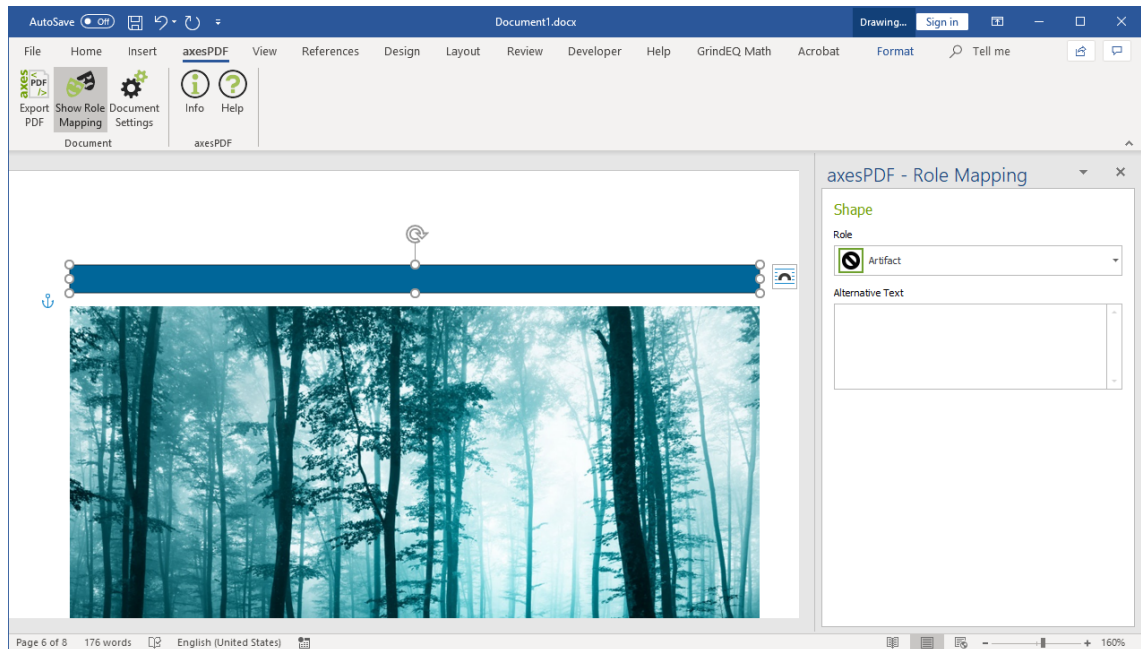 AutoSave Off Document1.docx Drawing... Sign in
File Home Insert axesPDF View References Design Layout Review Developer Help GrindEQ Math Acrobat Format Tell me
axes PDF </>
Export PDF
Show Role Mapping
Document Settings
Info
Help
Document
axesPDF
axesPDF - Role Mapping
Shape
Role
Artifact
Alternative Text
Page 6 of 8 176 words English (United States) 160%